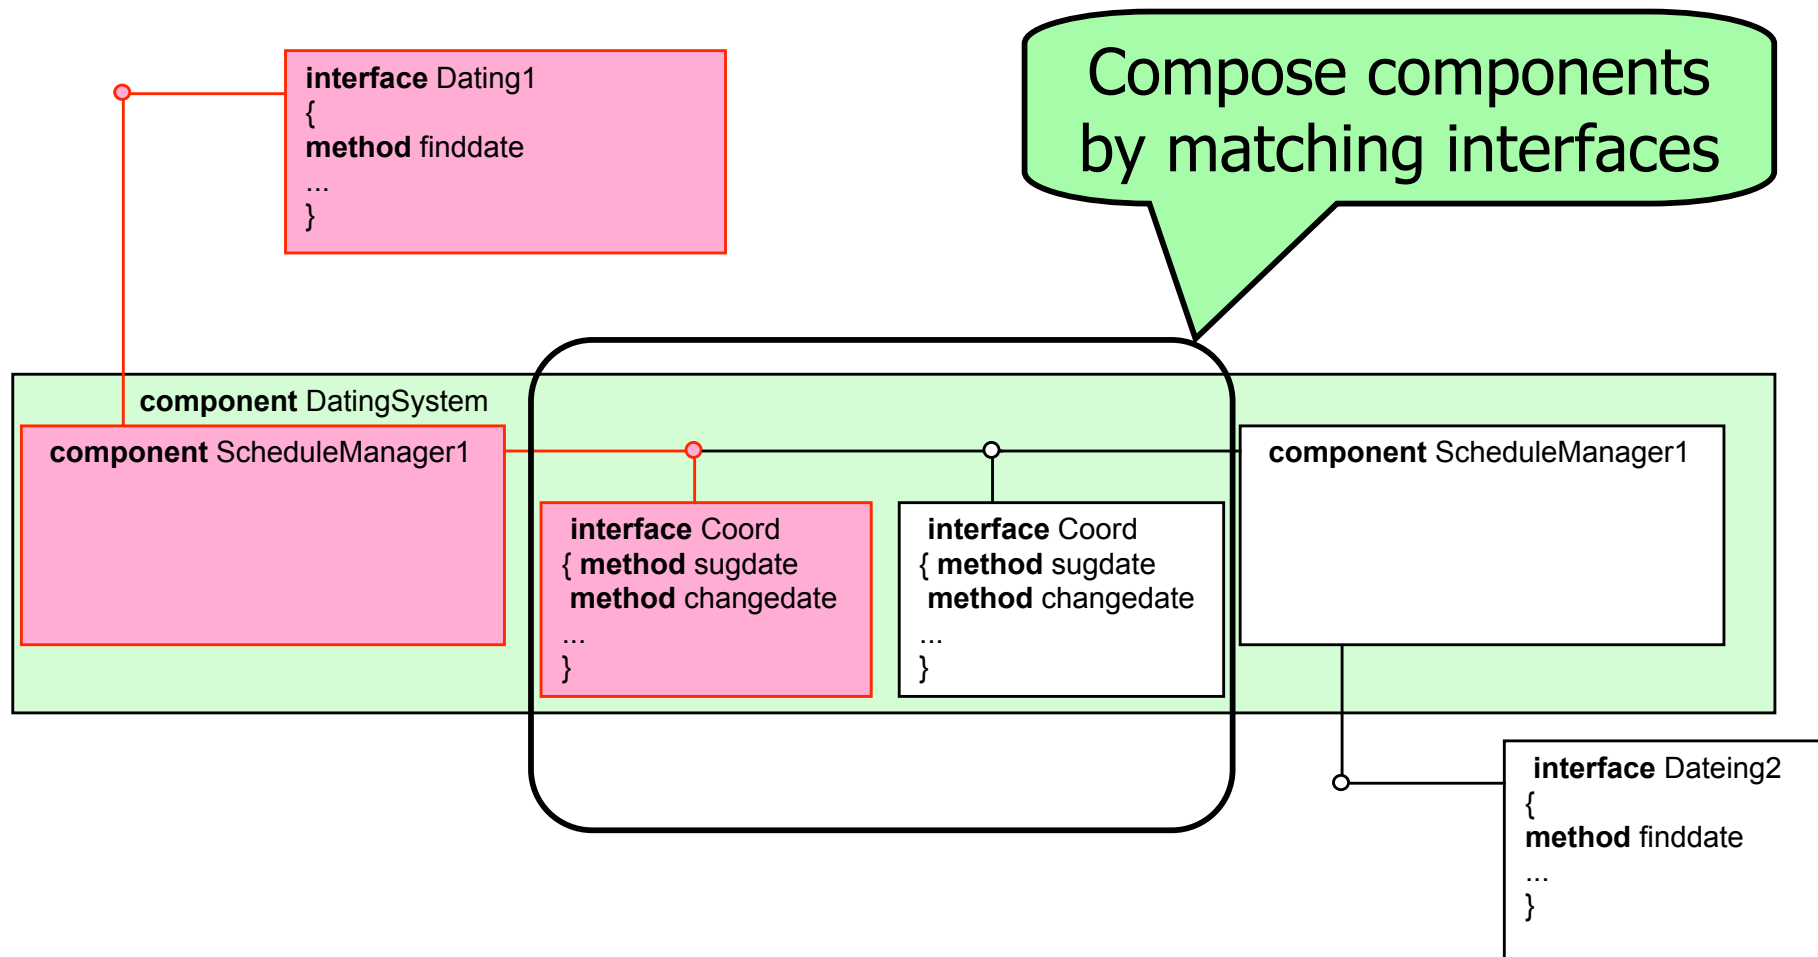 Compose components
by matching interfaces
interface Dating1
{
method finddate
...
}
component DatingSystem
component ScheduleManager1
component ScheduleManager1
interface Coord
{ method sugdate
method changedate
...
}
interface Coord
{ method sugdate
method changedate
...
}
interface Dateing2
{
method finddate
...
}